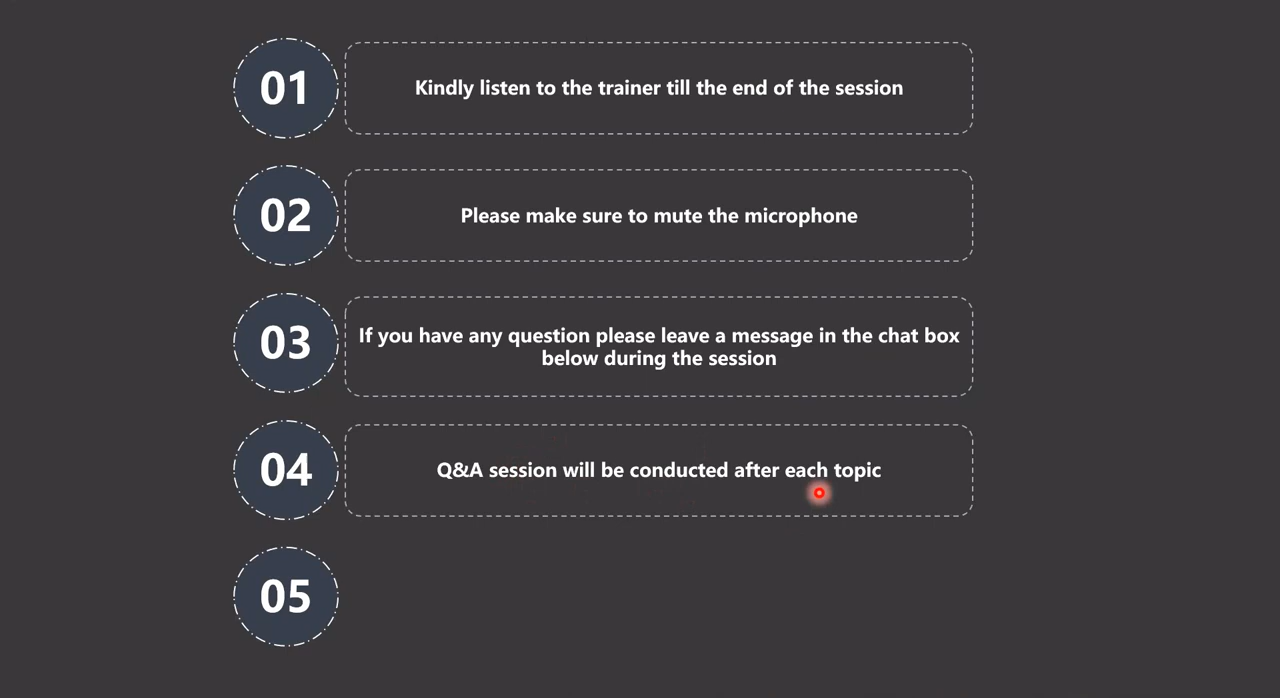 01
Kindly listen to the trainer till the end of the session
02
Please make sure to mute the microphone
03
If you have any question please leave a message in the chat box
below during the session
04
Q&A session will be conducted after each topic
05